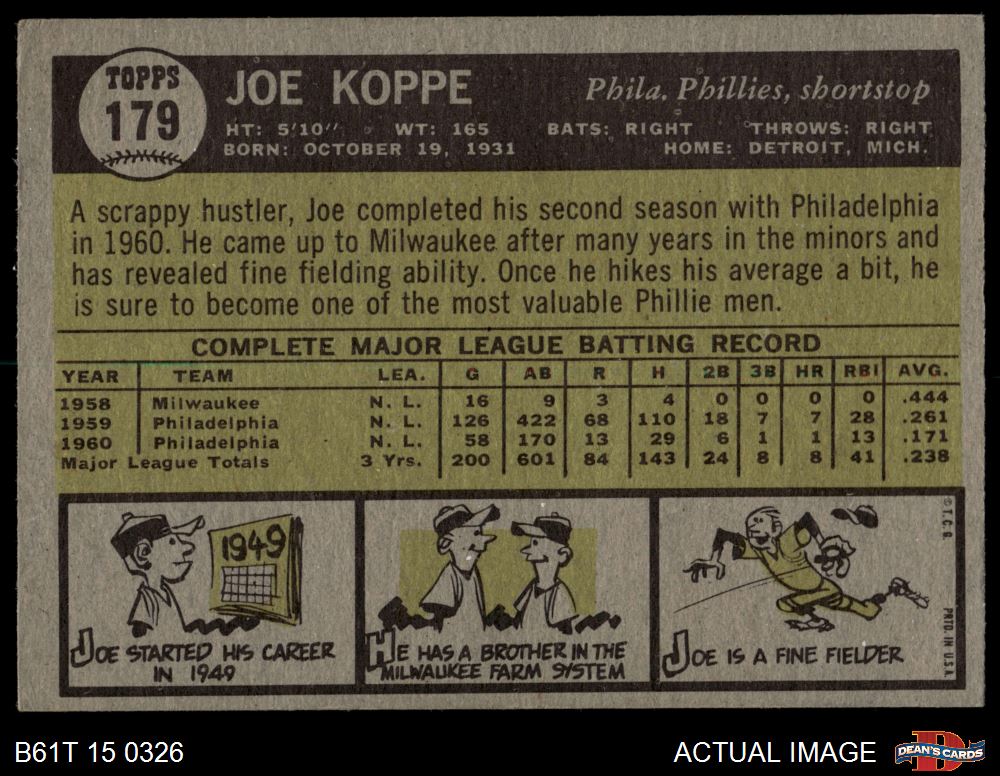 TOPPS
179
JOE KOPPE
Phila. Phillies, shortstop
HT: 5'10" WT: 165 BATS: RIGHT THROWS: RIGHT
BORN: OCTOBER 19, 1931 HOME: DETROIT, MICH.
A scrappy hustler, Joe completed his second season with Philadelphia
in 1960. He came up to Milwaukee after many years in the minors and
has revealed fine fielding ability. Once he hikes his average a bit, he
is sure to become one of the most valuable Phillie men.
COMPLETE MAJOR LEAGUE BATTING RECORD
YEAR TEAM LEA. G AB R H 2B 3B HR RBI AVG.
1958 Milwaukee N. L. 16 9 3 4 0 0 0 0 .444
1959 Philadelphia N. L. 126 422 68 110 18 7 7 28 .261
1960 Philadelphia N. L. 58 170 13 29 6 1 1 13 .171
Major League Totals 3 Yrs. 200 601 84 143 24 8 8 41 .238
1949
JOE STARTED HIS CAREER
IN 1949
HE HAS A BROTHER IN THE
MILWAUKEE FARM SYSTEM
JOE IS A FINE FIELDER
© T. C. G.
PRTD. IN U.S.A.
B61T 15 0326
ACTUAL IMAGE
DEAN'S CARDS